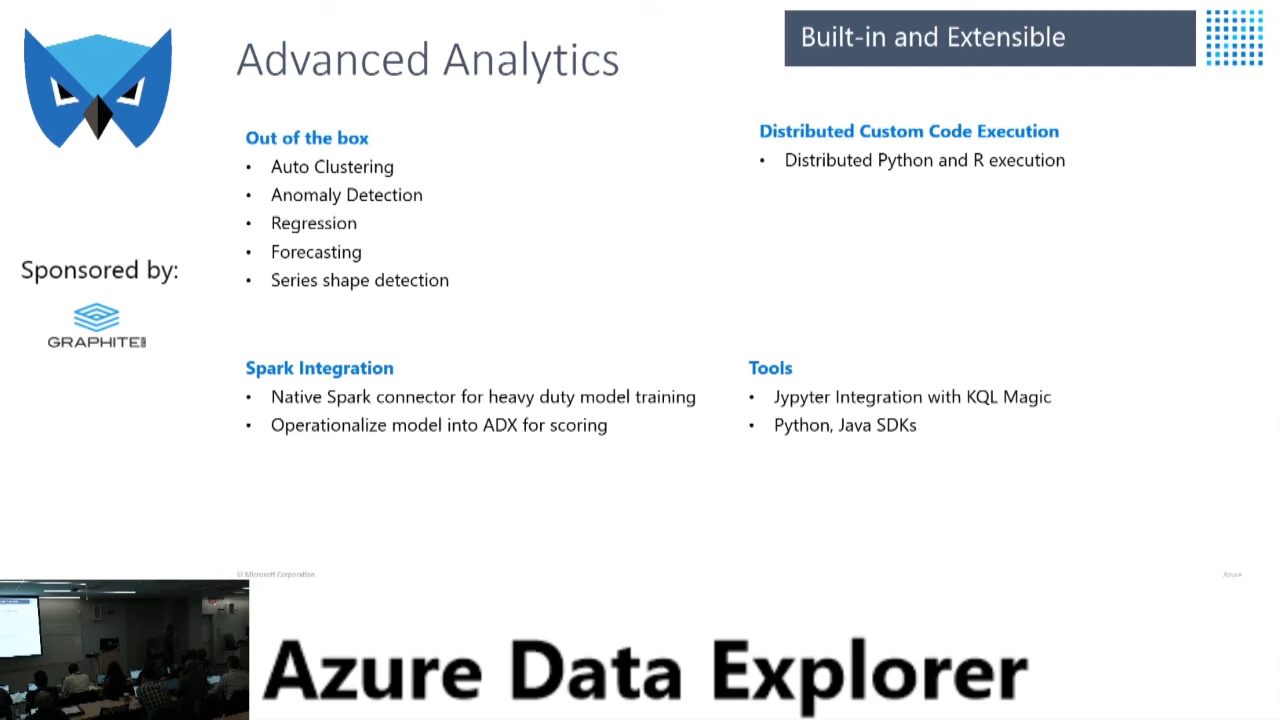 Advanced Analytics
Built-in and Extensible
Out of the box
• Auto Clustering
• Anomaly Detection
• Regression
• Forecasting
• Series shape detection
Distributed Custom Code Execution
• Distributed Python and R execution
Sponsored by:
GRAPHITE
Spark Integration
• Native Spark connector for heavy duty model training
• Operationalize model into ADX for scoring
Tools
• Jypyter Integration with KQL Magic
• Python, Java SDKs
© Microsoft Corporation
Azure
Azure Data Explorer